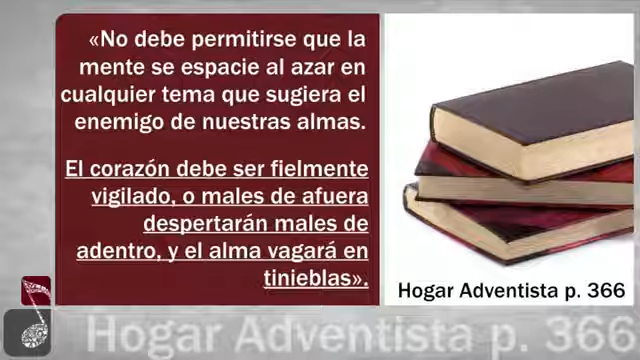 «No debe permitirse que la
mente se espacie al azar en
cualquier tema que sugiera el
enemigo de nuestras almas.
El corazón debe ser fielmente
vigilado, o males de afuera
despertarán males de
adentro, y el alma vagará en
tinieblas».
Hogar Adventista p. 366
Hogar Adventista p. 366